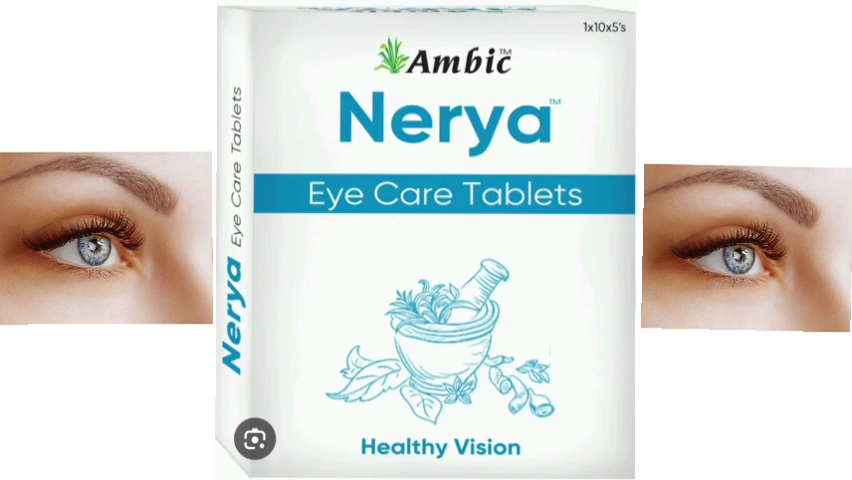 1x10x5's
Ambic™
Nerya™
Eye Care Tablets
Healthy Vision
Nerya Eye Care Tablets